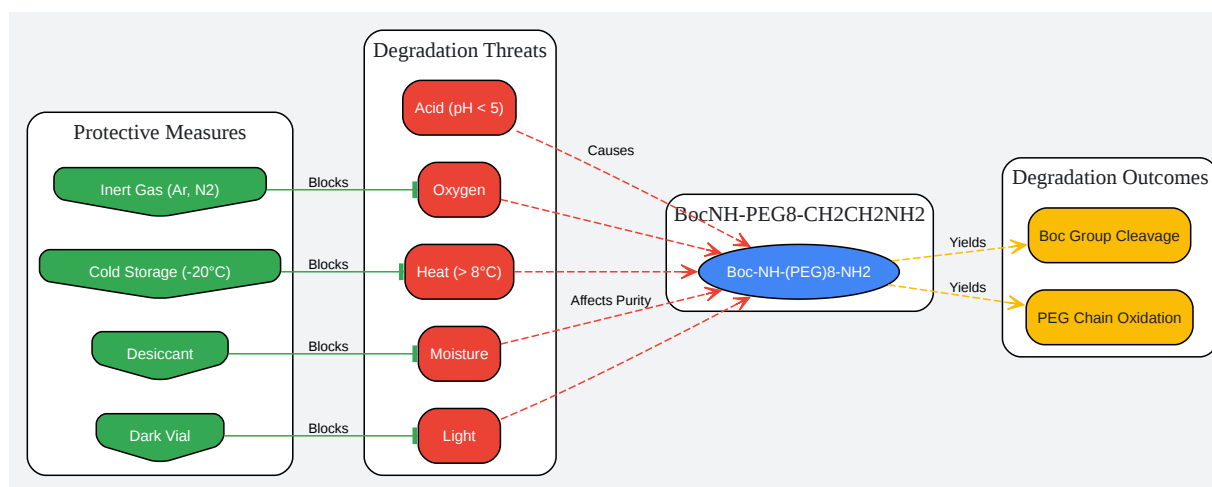 Protective Measures
Inert Gas (Ar, N2)
Cold Storage (-20°C)
Desiccant
Dark Vial
Blocks
Blocks
Blocks
Blocks
Degradation Threats
Acid (pH < 5)
Oxygen
Heat (> 8°C)
Moisture
Light
Causes
Affects Purity
BocNH-PEG8-CH2CH2NH2
Boc-NH-(PEG)8-NH2
Yields
Yields
Degradation Outcomes
Boc Group Cleavage
PEG Chain Oxidation